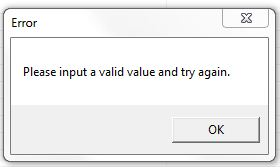 Error
Please input a valid value and try again.
OK